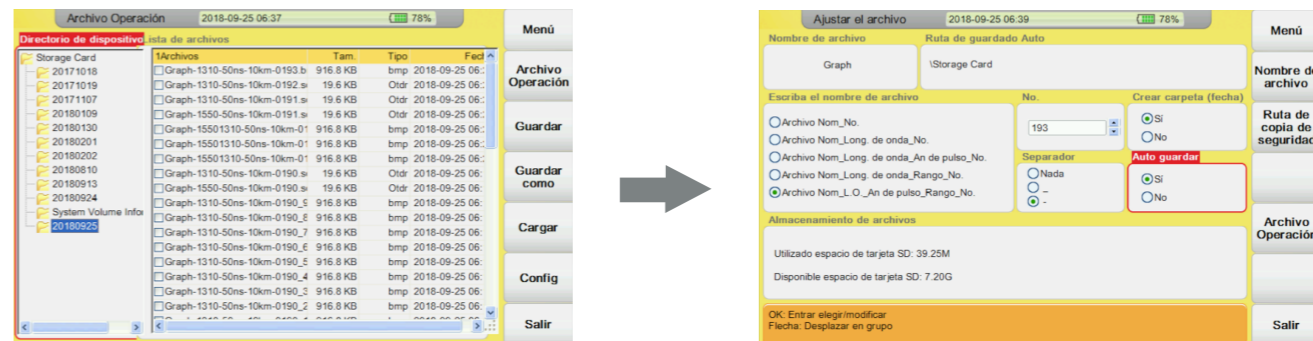 Archivo Operación 2018-09-25 06:37 78%
Directorio de dispositivo Lista de archivos
Storage Card
20171018
20171019
20171107
20180109
20180130
20180201
20180202
20180810
20180913
20180924
System Volume Infor
20180925
1Archivos Tam. Tipo Fech
Graph-1310-50ns-10km-0193.b 916.8 KB bmp 2018-09-25 06:
Graph-1310-50ns-10km-0192.s 19.6 KB Otdr 2018-09-25 06:
Graph-1310-50ns-10km-0191.s 19.6 KB Otdr 2018-09-25 06:
Graph-1550-50ns-10km-0191.s 19.6 KB Otdr 2018-09-25 06:
Graph-15501310-50ns-10km-01 916.8 KB bmp 2018-09-25 06:
Graph-15501310-50ns-10km-01 916.8 KB bmp 2018-09-25 06:
Graph-15501310-50ns-10km-01 916.8 KB bmp 2018-09-25 06:
Graph-1310-50ns-10km-0190.s 19.6 KB Otdr 2018-09-25 06:
Graph-1550-50ns-10km-0190.s 19.6 KB Otdr 2018-09-25 06:
Graph-1310-50ns-10km-0190_9 916.8 KB bmp 2018-09-25 06:
Graph-1310-50ns-10km-0190_8 916.8 KB bmp 2018-09-25 06:
Graph-1310-50ns-10km-0190_7 916.8 KB bmp 2018-09-25 06:
Graph-1310-50ns-10km-0190_6 916.8 KB bmp 2018-09-25 06:
Graph-1310-50ns-10km-0190_5 916.8 KB bmp 2018-09-25 06:
Graph-1310-50ns-10km-0190_4 916.8 KB bmp 2018-09-25 06:
Graph-1310-50ns-10km-0190_3 916.8 KB bmp 2018-09-25 06:
Graph-1310-50ns-10km-0190_2 916.8 KB bmp 2018-09-25 06:
Menú
Archivo
Operación
Guardar
Guardar
como
Cargar
Config
Salir
Ajustar el archivo 2018-09-25 06:39 78%
Nombre de archivo Ruta de guardado Auto
Graph \Storage Card
Escriba el nombre de archivo No. Crear carpeta (fecha)
Archivo Nom_No.
Archivo Nom_Long. de onda_No.
Archivo Nom_Long. de onda_An de pulso_No.
Archivo Nom_Long. de onda_Rango_No.
Archivo Nom_L.O._An de pulso_Rango_No.
193
Sí
No
Separador Auto guardar
Nada
_
-
Sí
No
Almacenamiento de archivos
Utilizado espacio de tarjeta SD: 39.25M
Disponible espacio de tarjeta SD: 7.20G
OK: Entrar elegir/modificar
Flecha: Desplazar en grupo
Menú
Nombre de
archivo
Ruta de
copia de
seguridad
Archivo
Operación
Salir